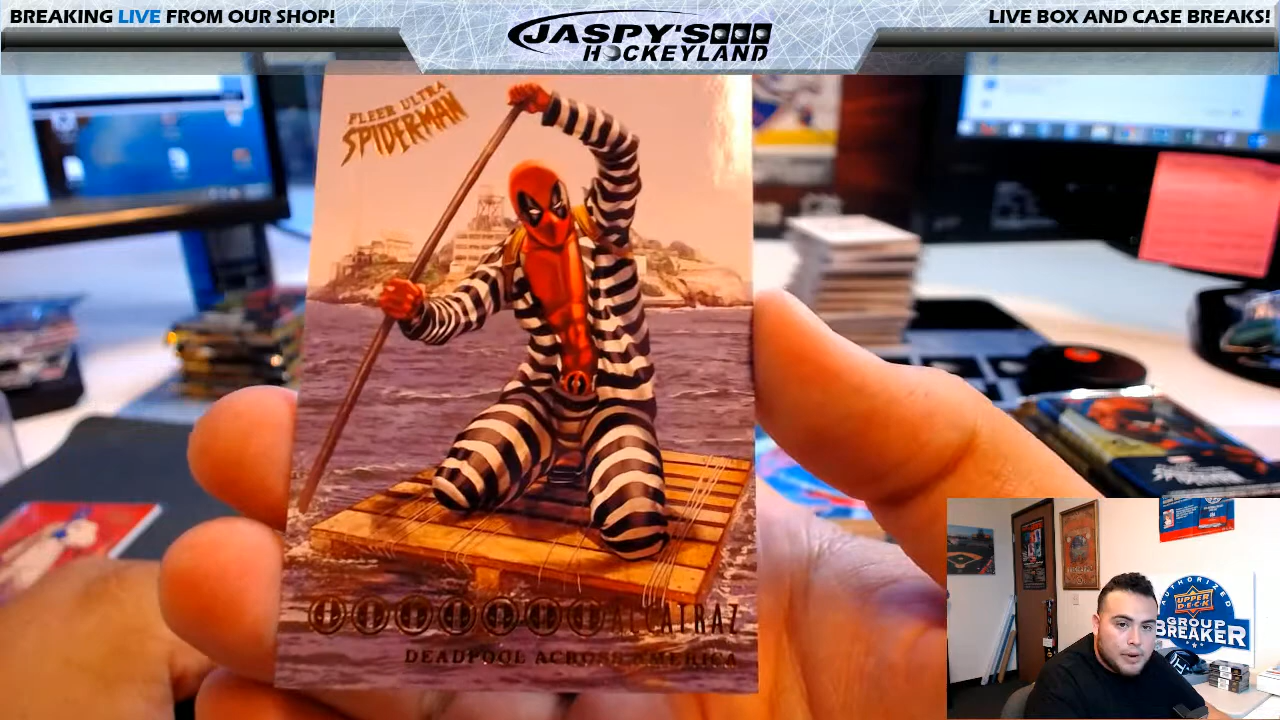 BREAKING LIVE FROM OUR SHOP!
JASPY'S
HOCKEYLAND
LIVE BOX AND CASE BREAKS!
FLEER ULTRA
SPIDERMAN
ALCATRAZ
DEADPOOL ACROSS AMERICA
AUTHORIZED
UPPER DECK
GROUP
BREAKER